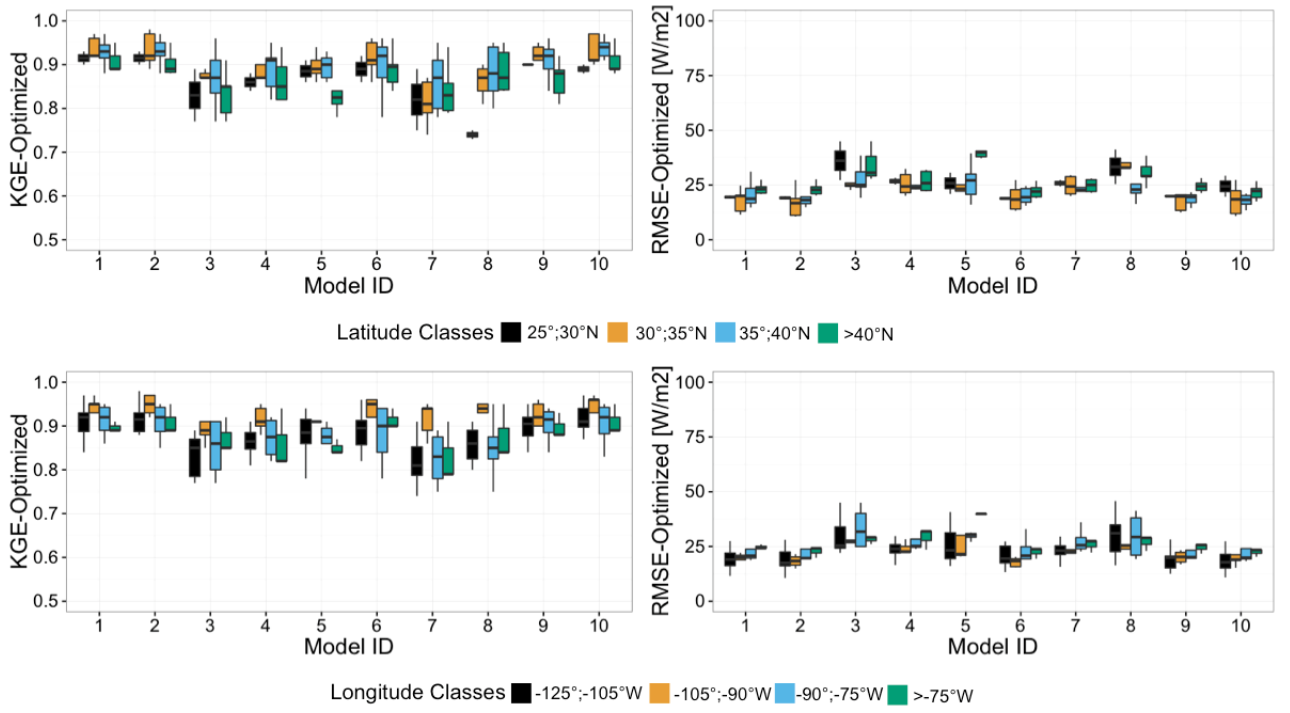 KGE-Optimized
1.0
0.9
0.8
0.7
0.6
0.5
1 2 3 4 5 6 7 8 9 10
Model ID
RMSE-Optimized [W/m2]
100
75
50
25
0
1 2 3 4 5 6 7 8 9 10
Model ID
Latitude Classes 25°;30°N 30°;35°N 35°;40°N >40°N
KGE-Optimized
1.0
0.9
0.8
0.7
0.6
0.5
1 2 3 4 5 6 7 8 9 10
Model ID
RMSE-Optimized [W/m2]
100
75
50
25
0
1 2 3 4 5 6 7 8 9 10
Model ID
Longitude Classes -125°;-105°W -105°;-90°W -90°;-75°W >-75°W